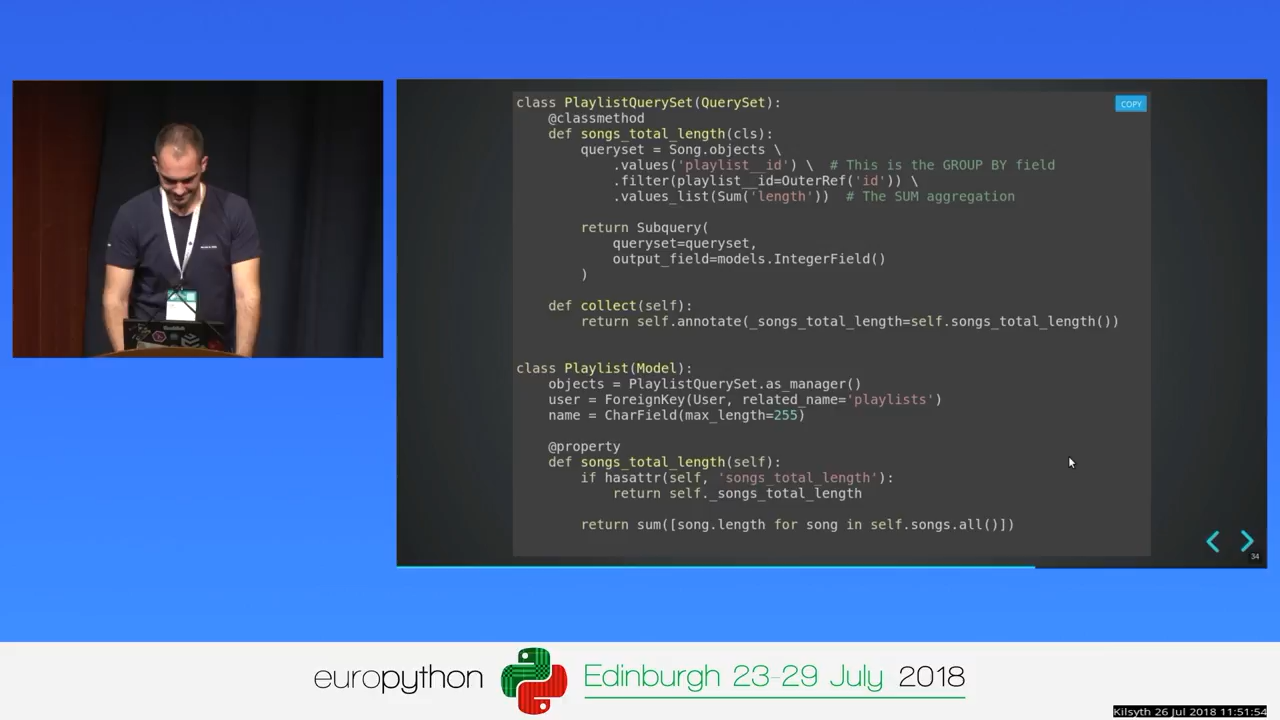 class PlaylistQuerySet(QuerySet):
    @classmethod
    def songs_total_length(cls):
        queryset = Song.objects \
            .values('playlist__id') \  # This is the GROUP BY field
            .filter(playlist__id=OuterRef('id')) \
            .values_list(Sum('length'))  # The SUM aggregation

        return Subquery(
            queryset=queryset,
            output_field=models.IntegerField()
        )

    def collect(self):
        return self.annotate(_songs_total_length=self.songs_total_length())

class Playlist(Model):
    objects = PlaylistQuerySet.as_manager()
    user = ForeignKey(User, related_name='playlists')
    name = CharField(max_length=255)

    @property
    def songs_total_length(self):
        if hasattr(self, 'songs_total_length'):
            return self._songs_total_length

        return sum([song.length for song in self.songs.all()])
COPY
34
europython
Edinburgh 23-29 July 2018
Kilsyth 26 Jul 2018 11:51:54